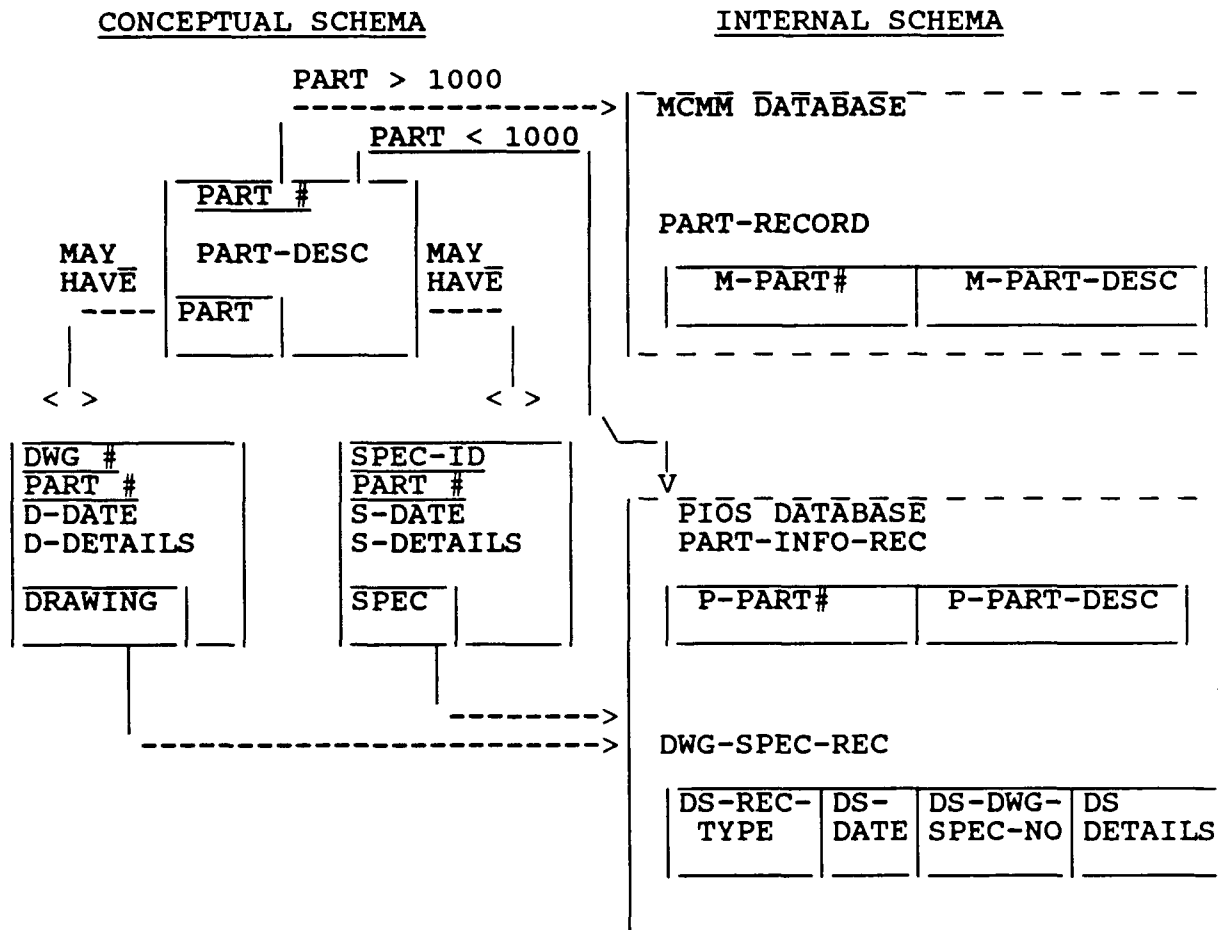 CONCEPTUAL SCHEMA
INTERNAL SCHEMA
PART > 1000
PART < 1000
PART #
PART-DESC
PART
MAY
HAVE
MAY
HAVE
DWG #
PART #
D-DATE
D-DETAILS
DRAWING
SPEC-ID
PART #
S-DATE
S-DETAILS
SPEC
MCMM DATABASE
PART-RECORD
M-PART#
M-PART-DESC
PIOS DATABASE
PART-INFO-REC
P-PART#
P-PART-DESC
DWG-SPEC-REC
DS-REC-
TYPE
DS-
DATE
DS-DWG-
SPEC-NO
DS
DETAILS